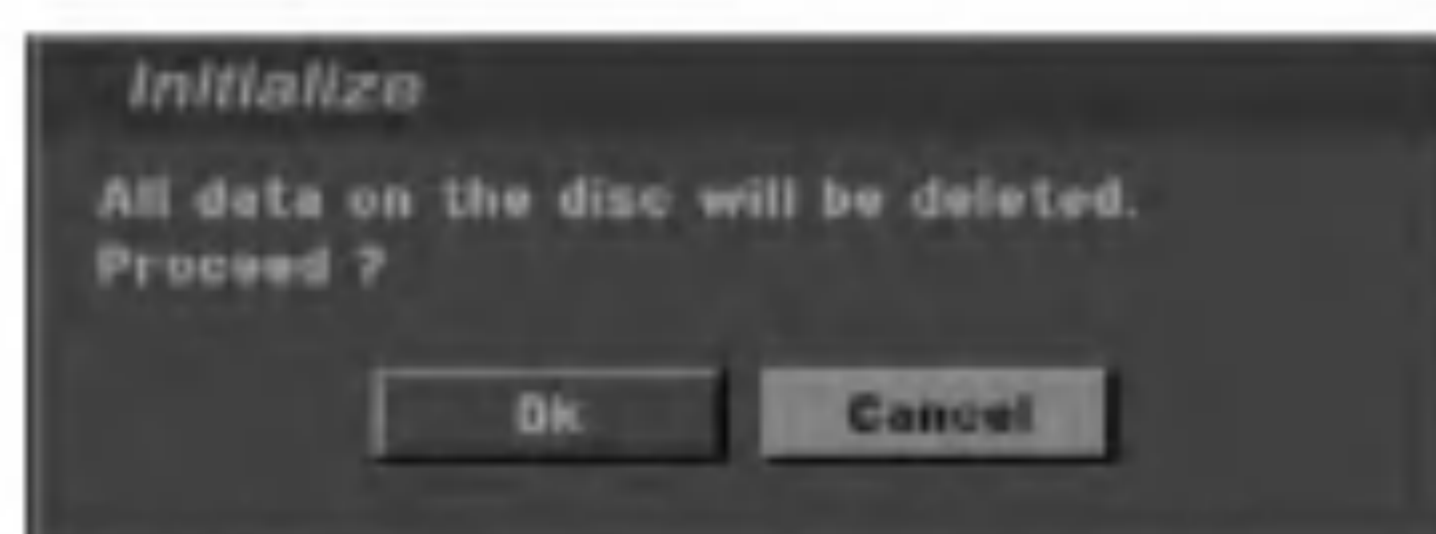 Initialize
All data on the disc will be deleted.
Proceed ?
Ok Cancel